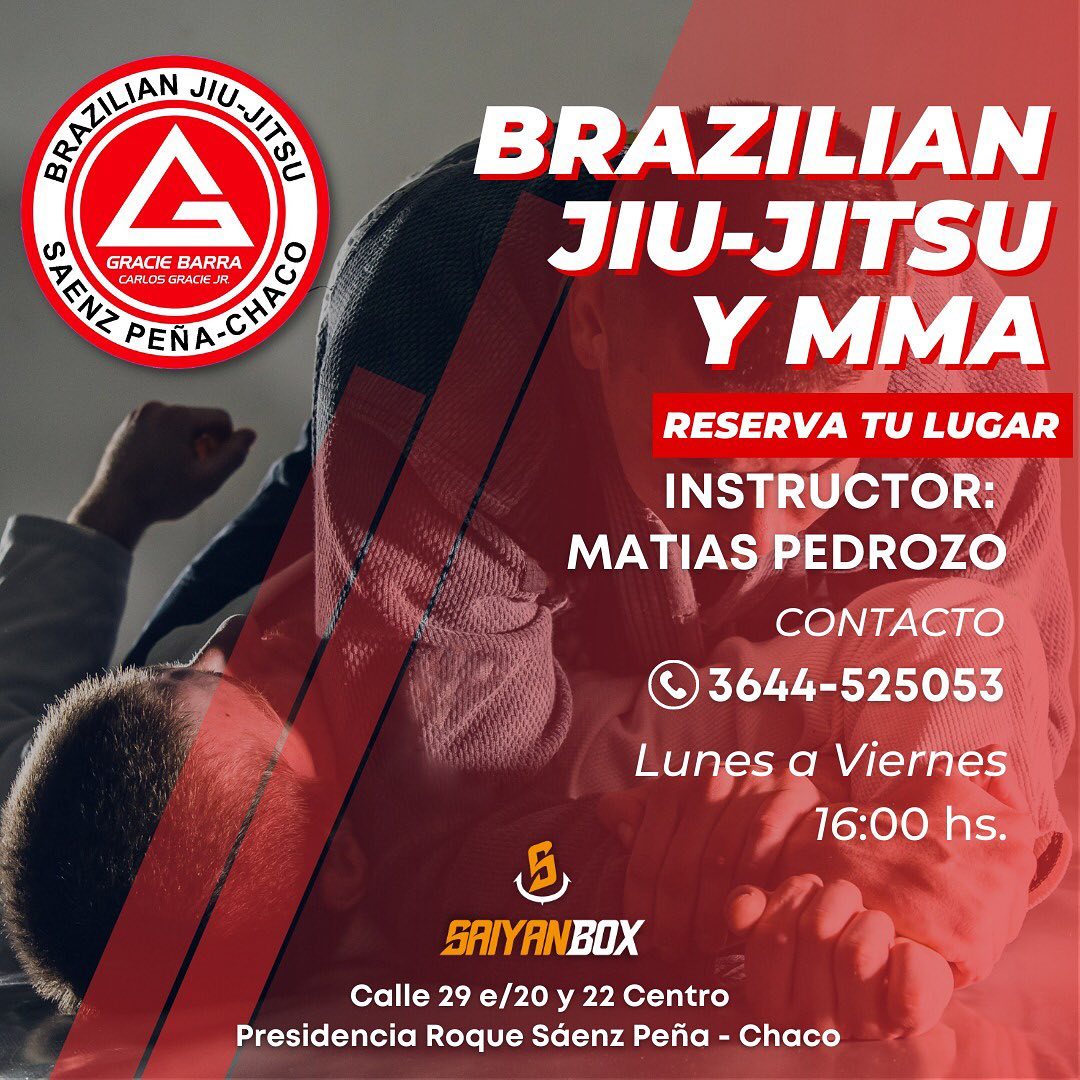 BRAZILIAN JIU-JITSU
GRACIE BARRA
CARLOS GRACIE JR.
SAENZ PEÑA-CHACO
BRAZILIAN
JIU-JITSU
Y MMA
RESERVA TU LUGAR
INSTRUCTOR:
MATIAS PEDROZO
CONTACTO
3644-525053
Lunes a Viernes
16:00 hs.
SAIYANBOX
Calle 29 e/20 y 22 Centro
Presidencia Roque Sáenz Peña - Chaco